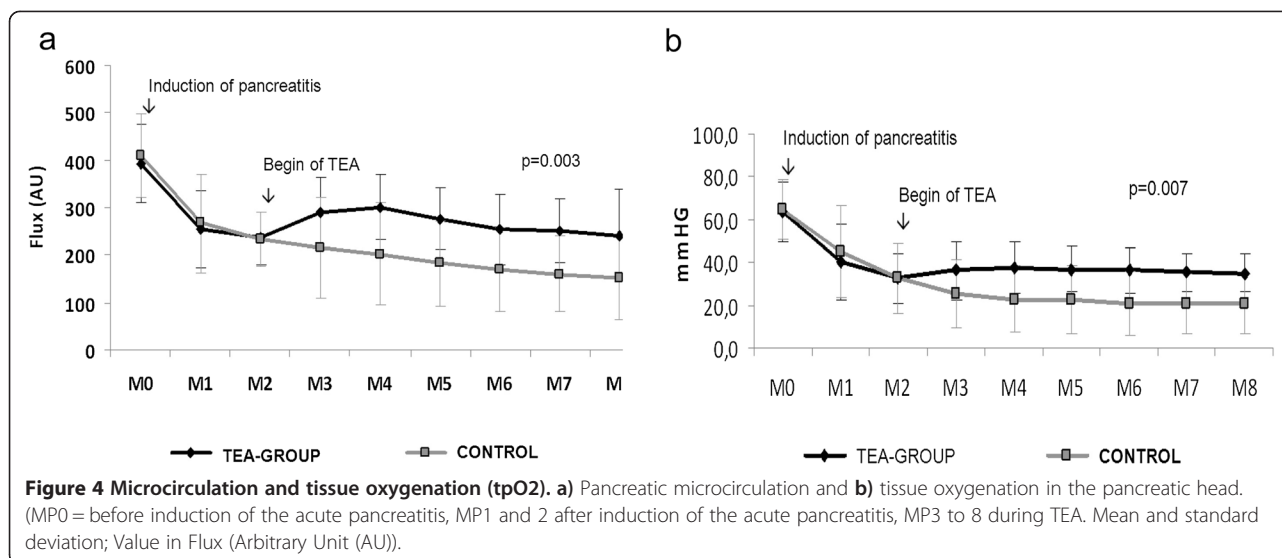 a
600
500
400
300
200
100
0
Flux (AU)
Induction of pancreatitis
Begin of TEA
p=0.003
M0 M1 M2 M3 M4 M5 M6 M7 M
TEA-GROUP CONTROL
b
100,0
80,0
60,0
40,0
20,0
0,0
mmHG
Induction of pancreatitis
Begin of TEA
p=0.007
M0 M1 M2 M3 M4 M5 M6 M7 M8
TEA-GROUP CONTROL
Figure 4 Microcirculation and tissue oxygenation (tpO2). a) Pancreatic microcirculation and b) tissue oxygenation in the pancreatic head.
(MP0 = before induction of the acute pancreatitis, MP1 and 2 after induction of the acute pancreatitis, MP3 to 8 during TEA. Mean and standard
deviation; Value in Flux (Arbitrary Unit (AU)).